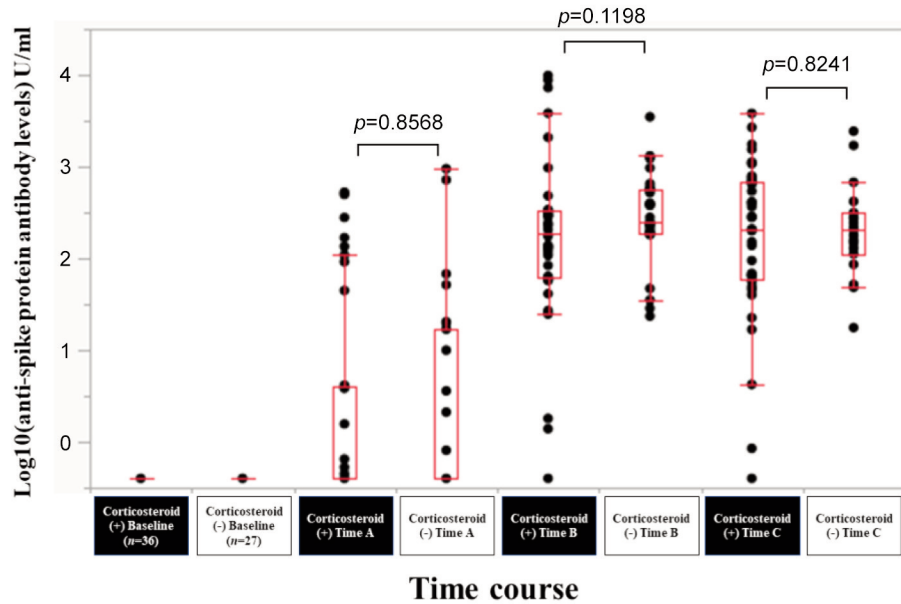 p=0.1198
p=0.8241
p=0.8568
Log10(anti-spike protein antibody levels) U/ml
4
3
2
1
0
Corticosteroid
(+) Baseline
(n=36)
Corticosteroid
(-) Baseline
(n=27)
Corticosteroid
(+) Time A
Corticosteroid
(-) Time A
Corticosteroid
(+) Time B
Corticosteroid
(-) Time B
Corticosteroid
(+) Time C
Corticosteroid
(-) Time C
Time course